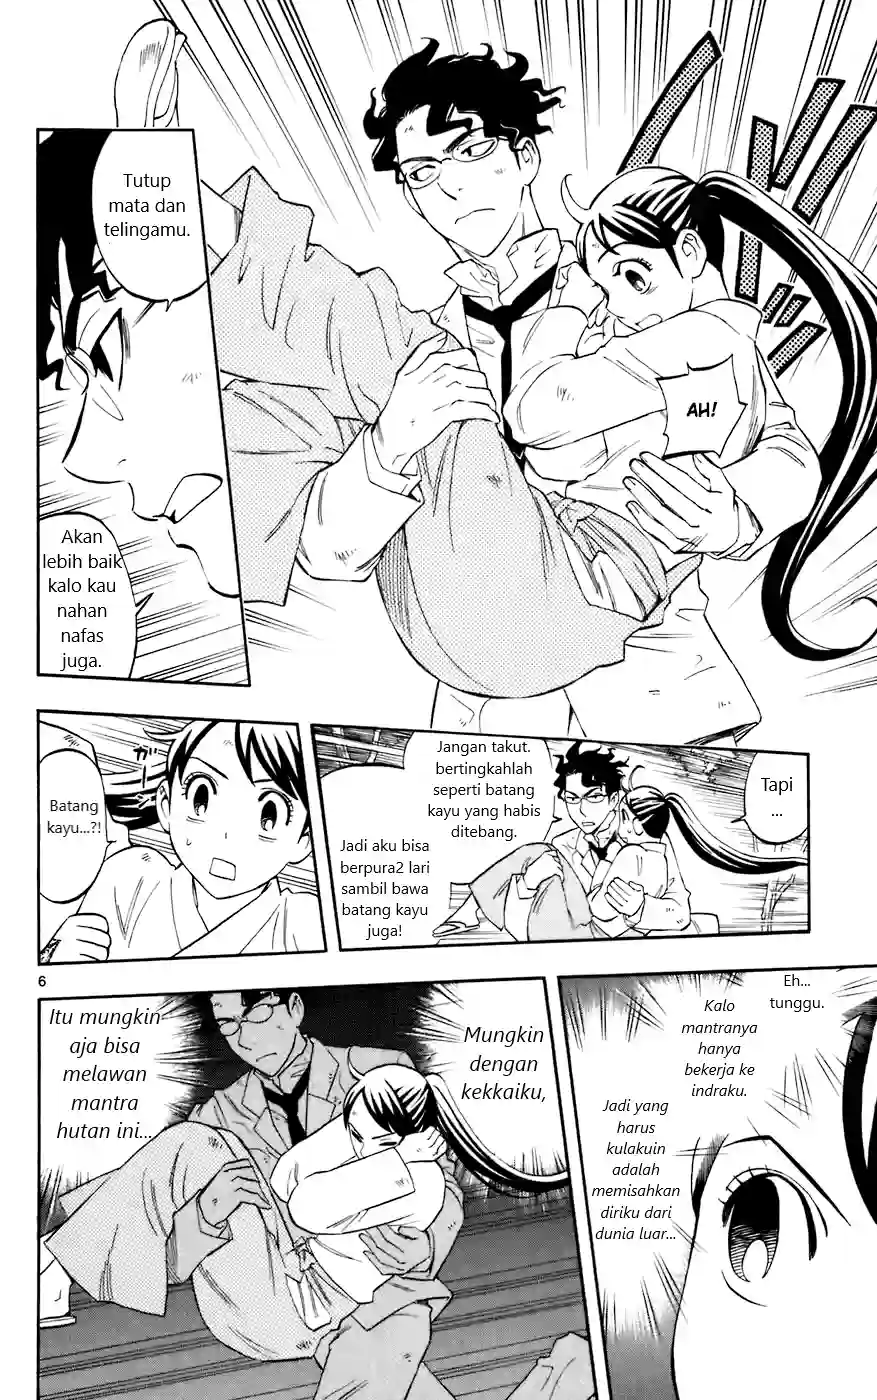 Tutup
mata dan
telingamu.
AH!
Akan
lebih baik
kalo kau
nahan
nafas
juga.
Batang
kayu...?!
Jangan takut.
bertingkahlah
seperti batang
kayu yang habis
ditebang.
Tapi
...
Jadi aku bisa
berpura2 lari
sambil bawa
batang kayu
juga!
6
Itu mungkin
aja bisa
melawan
mantra
hutan ini...
Mungkin
dengan
kekkaiku,
Eh...
tunggu.
Kalo
mantranya
hanya
bekerja ke
indraku.
Jadi yang
harus
kulakuin
adalah
memisahkan
diriku dari
dunia luar...